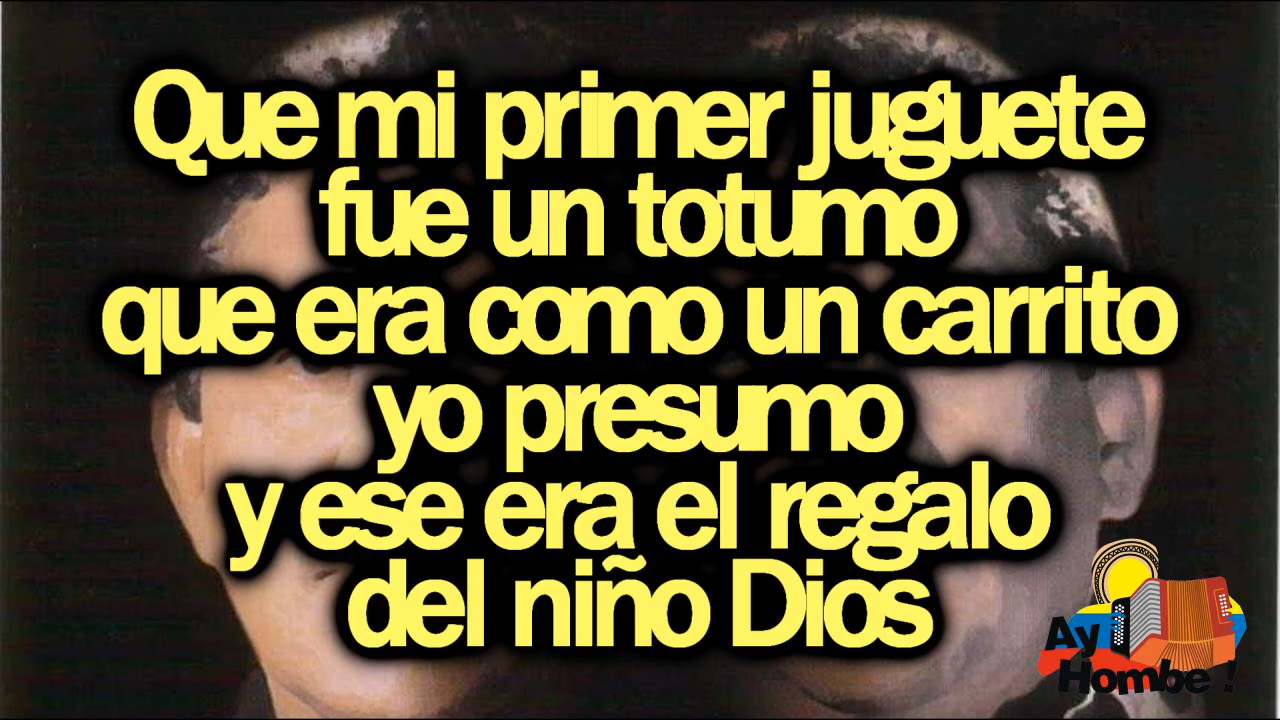 Que mi primer juguete
fue un totumo
que era como un carrito
yo presumo
y ese era el regalo
del niño Dios
Ay
Hombe !